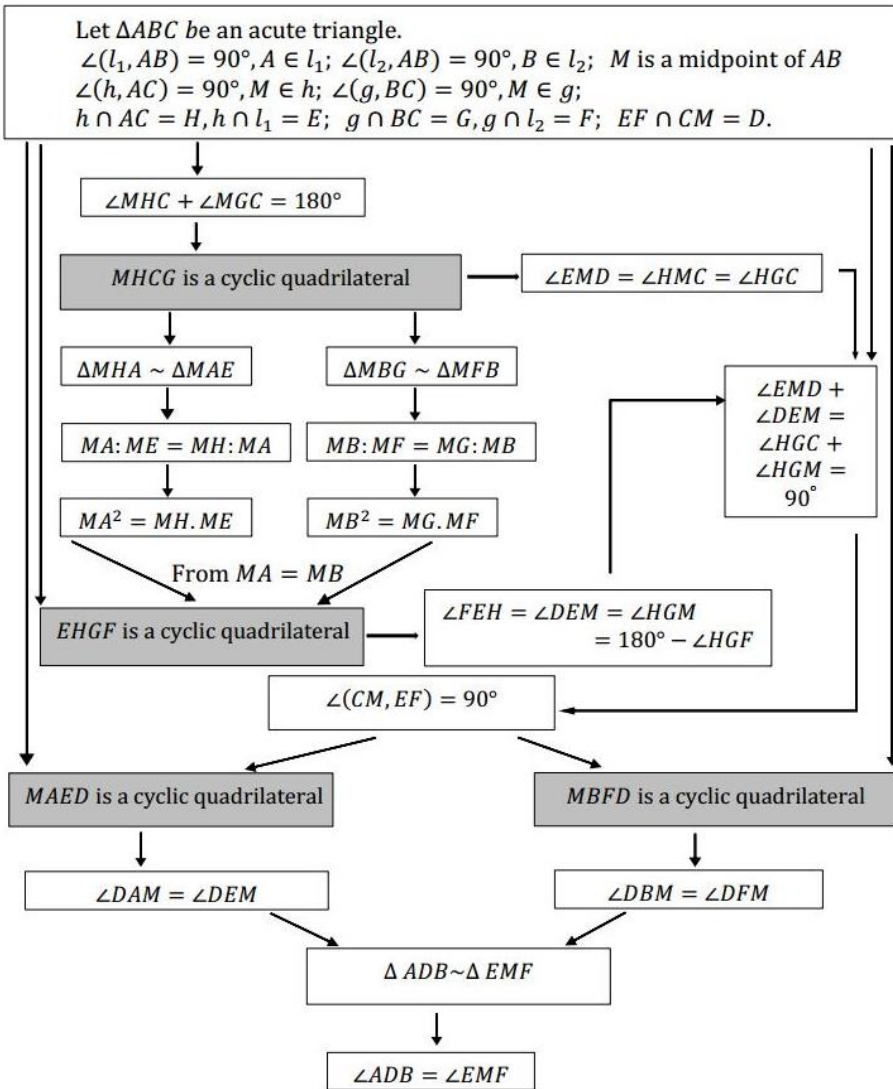 Let ΔABC be an acute triangle.
∠(l₁, AB) = 90°, A ∈ l₁; ∠(l₂, AB) = 90°, B ∈ l₂; M is a midpoint of AB
∠(h, AC) = 90°, M ∈ h; ∠(g, BC) = 90°, M ∈ g;
h ∩ AC = H, h ∩ l₁ = E; g ∩ BC = G, g ∩ l₂ = F; EF ∩ CM = D.
∠MHC + ∠MGC = 180°
MHCG is a cyclic quadrilateral
∠EMD = ∠HMC = ∠HGC
ΔMHA ~ ΔMAE
ΔMBG ~ ΔMFB
∠EMD +
∠DEM =
∠HGC +
∠HGM =
90°
MA: ME = MH: MA
MB: MF = MG: MB
MA² = MH. ME
MB² = MG. MF
From MA = MB
EHGF is a cyclic quadrilateral
∠FEH = ∠DEM = ∠HGM
= 180° − ∠HGF
∠(CM, EF) = 90°
MAED is a cyclic quadrilateral
MBFD is a cyclic quadrilateral
∠DAM = ∠DEM
∠DBM = ∠DFM
Δ ADB~Δ EMF
∠ADB = ∠EMF